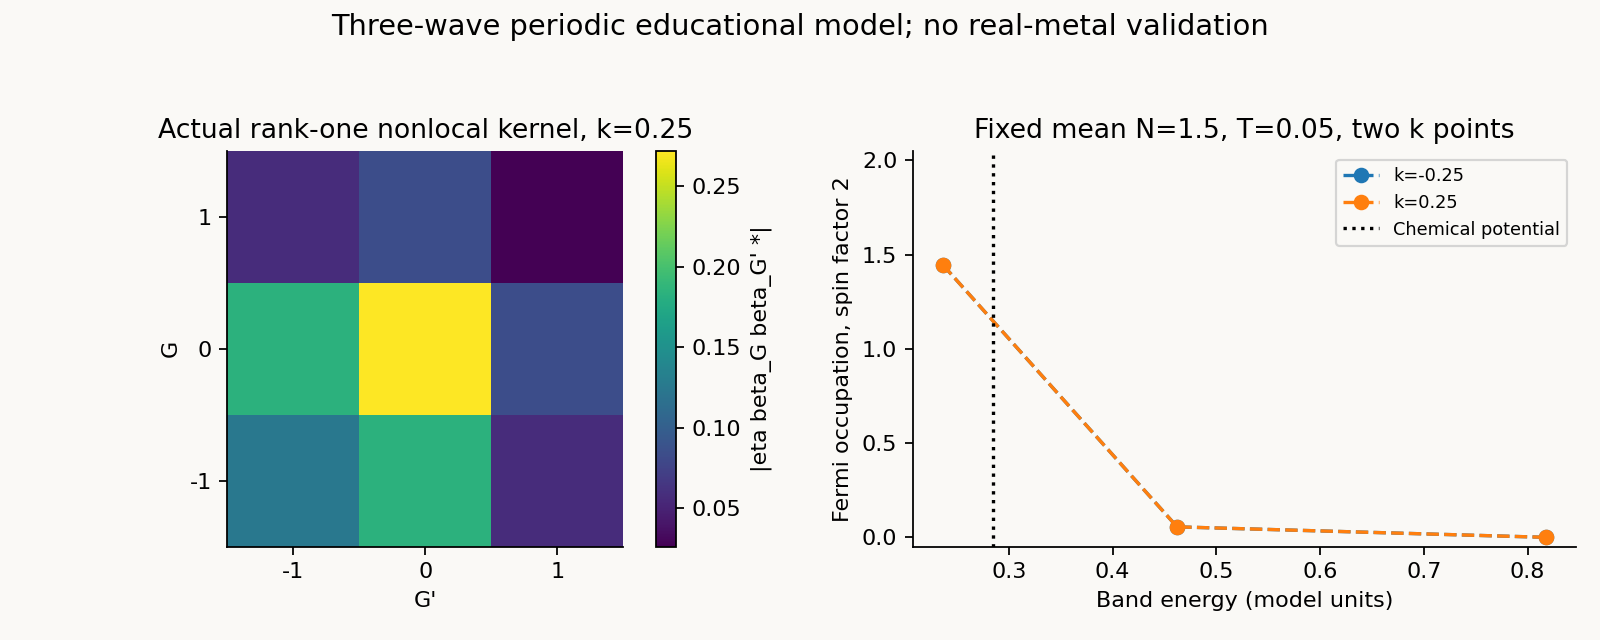 Three-wave periodic educational model; no real-metal validation
Actual rank-one nonlocal kernel, k=0.25
1
0
-1
G
-1
0
1
G'
0.25
0.20
0.15
0.10
0.05
|eta beta_G beta_G' *|
Fixed mean N=1.5, T=0.05, two k points
2.0
1.5
1.0
0.5
0.0
Fermi occupation, spin factor 2
k=-0.25
k=0.25
Chemical potential
0.3
0.4
0.5
0.6
0.7
0.8
Band energy (model units)